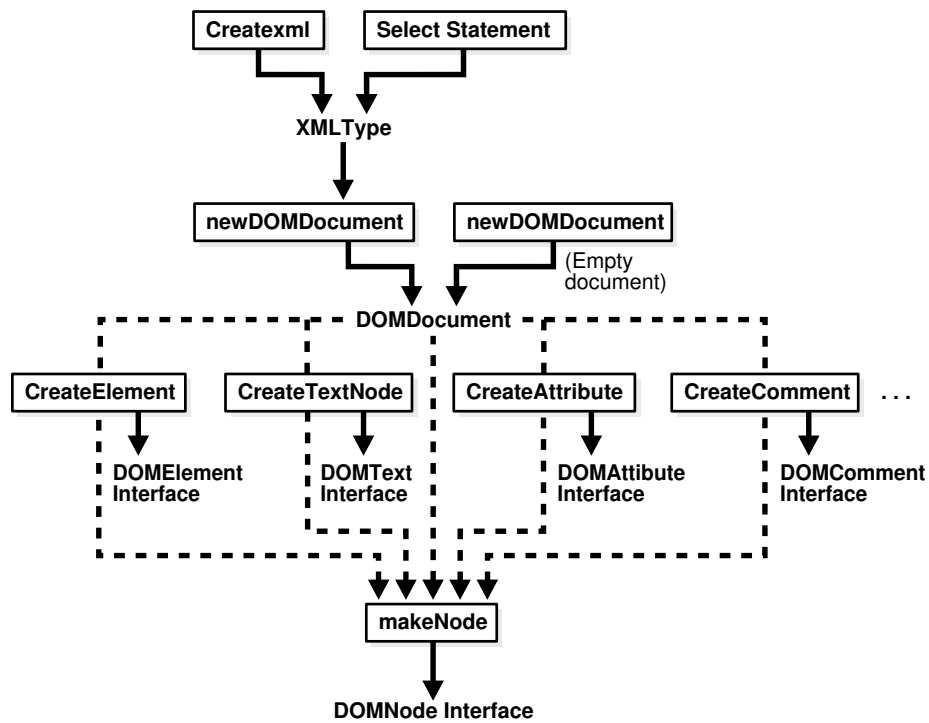 Createxml
Select Statement
XMLType
newDOMDocument
newDOMDocument
(Empty
document)
DOMDocument
CreateElement
CreateTextNode
CreateAttribute
CreateComment
. . .
DOMElement
Interface
DOMText
Interface
DOMAttibute
Interface
DOMComment
Interface
makeNode
DOMNode Interface